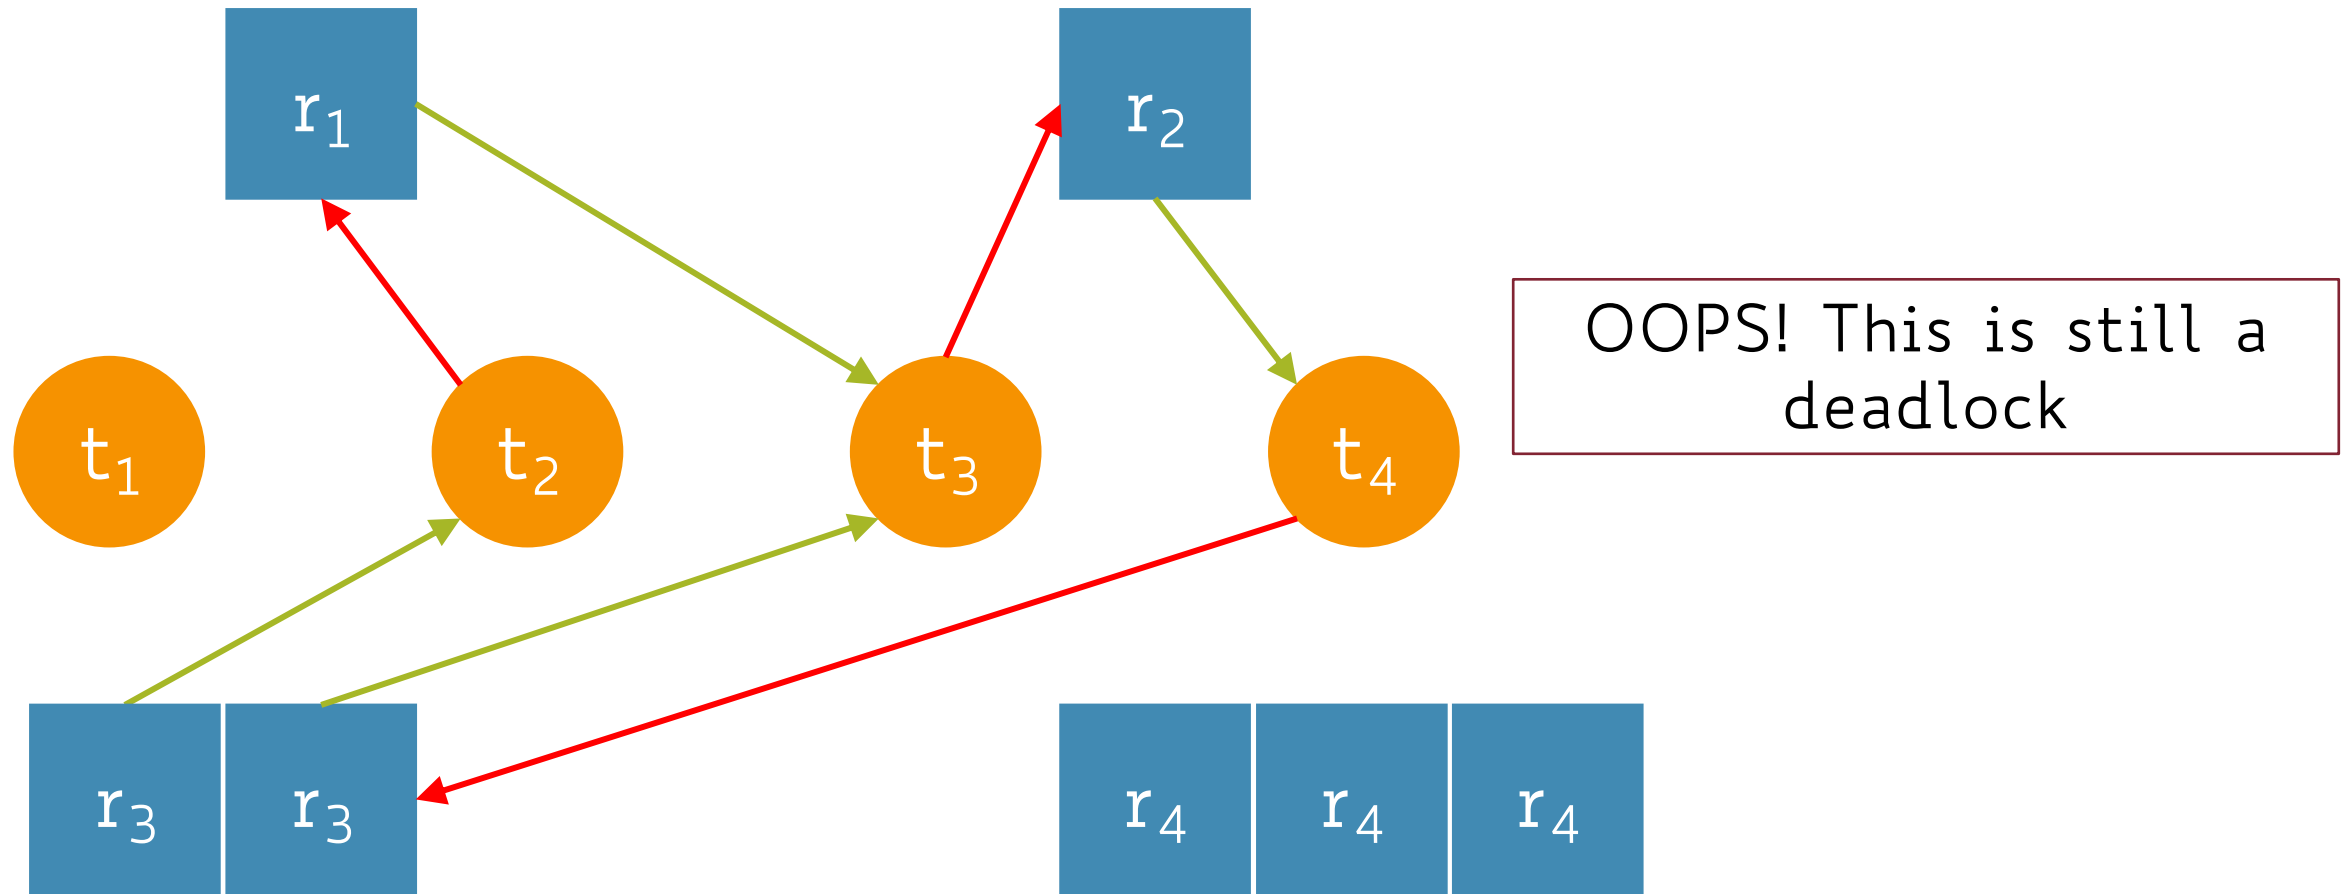 r₁
r₂
OOPS! This is still a
deadlock
t₁
t₂
t₃
t₄
r₃
r₃
r₄
r₄
r₄